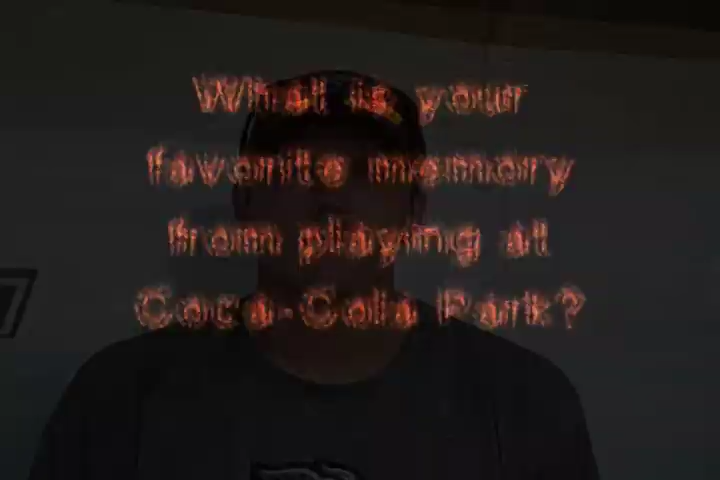 What is your
favorite memory
from playing at
Coca-Cola Park?